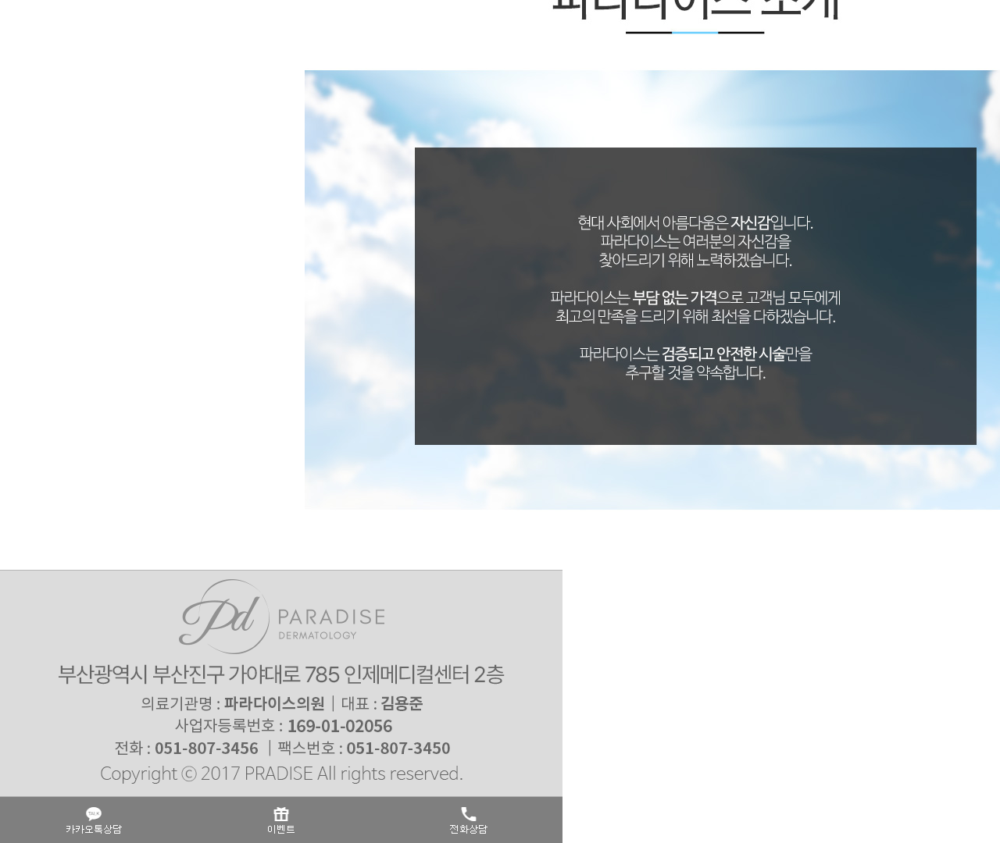 파라다이스 소개
현대 사회에서 아름다움은 자신감입니다.
파라다이스는 여러분의 자신감을
찾아드리기 위해 노력하겠습니다.
파라다이스는 부담 없는 가격으로 고객님 모두에게
최고의 만족을 드리기 위해 최선을 다하겠습니다.
파라다이스는 검증되고 안전한 시술만을
추구할 것을 약속합니다.
Pd PARADISE
DERMATOLOGY
부산광역시 부산진구 가야대로 785 인제메디컬센터 2층
의료기관명 : 파라다이스의원 | 대표 : 김용준
사업자등록번호 : 169-01-02056
전화 : 051-807-3456 | 팩스번호 : 051-807-3450
Copyright ⓒ 2017 PRADISE All rights reserved.
TALK
카카오톡상담 이벤트 전화상담